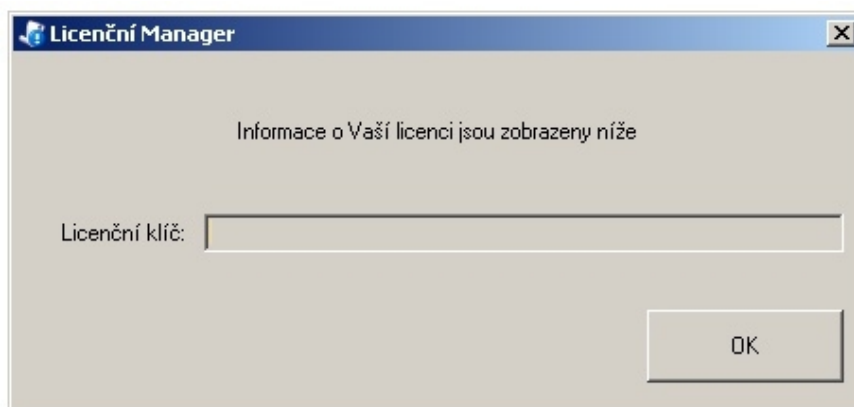 Licenční Manager
Informace o Vaší licenci jsou zobrazeny níže
Licenční klíč:
OK